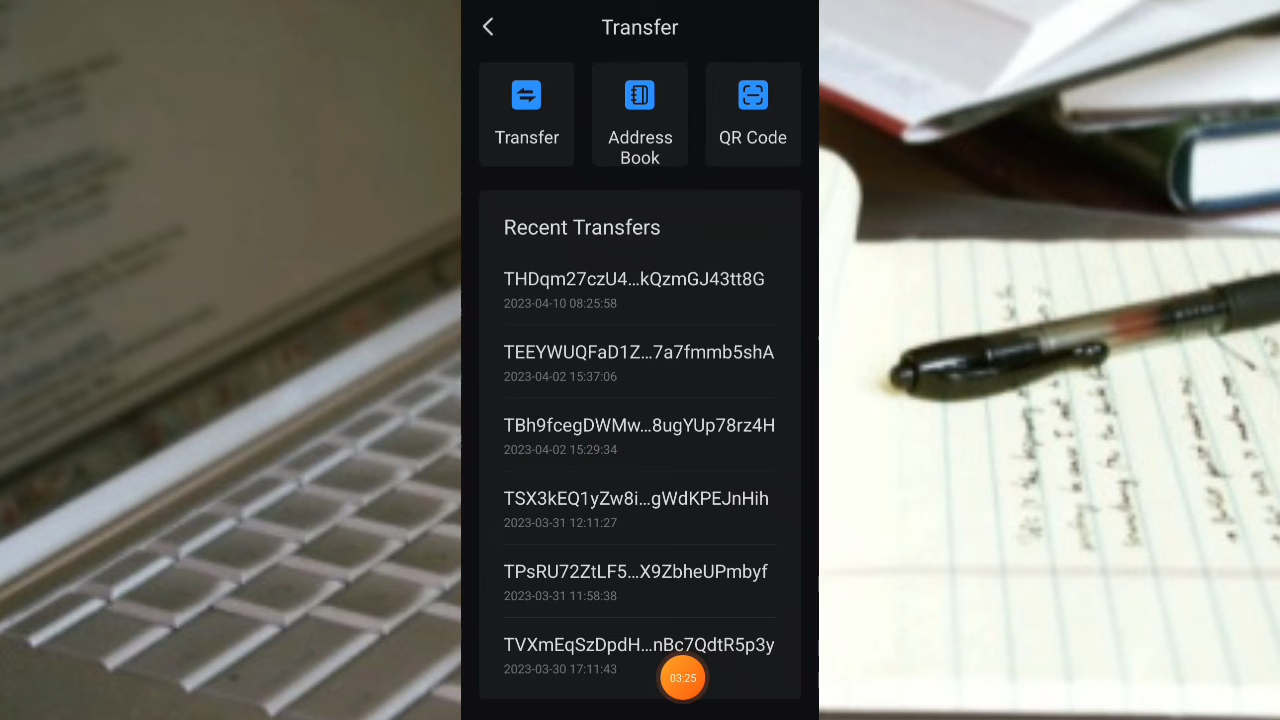 Transfer
Transfer
Address
Book
QR Code
Recent Transfers
THDqm27czU4...kQzmGJ43tt8G
2023-04-10 08:25:58
TEEYWUQFaD1Z...7a7fmmb5shA
2023-04-02 15:37:06
TBh9fcegDWMw...8ugYUp78rz4H
2023-04-02 15:29:34
TSX3kEQ1yZw8i...gWdKPEJnHih
2023-03-31 12:11:27
TPsRU72ZtLF5...X9ZbheUPmbyf
2023-03-31 11:58:38
TVXmEqSzDpdH...nBc7QdtR5p3y
2023-03-30 17:11:43
03:25